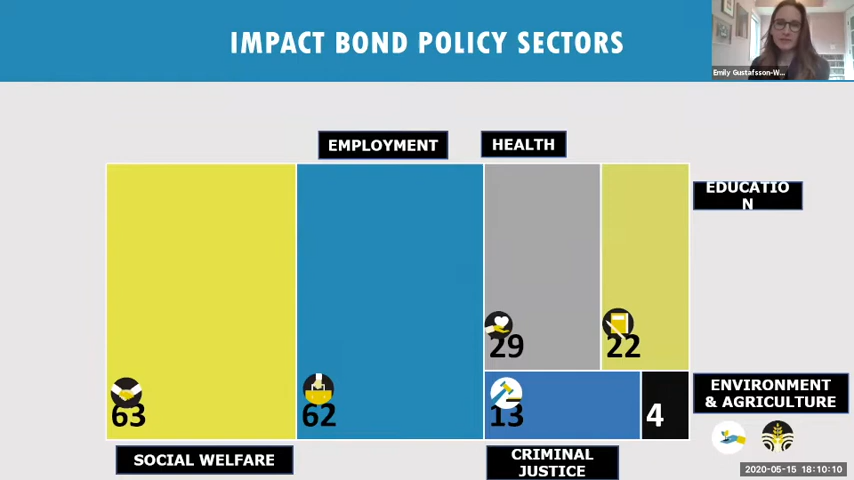 IMPACT BOND POLICY SECTORS
Emily Gustafsson-W...
EMPLOYMENT
HEALTH
EDUCATIO
N
29
22
63
62
13
4
ENVIRONMENT
& AGRICULTURE
SOCIAL WELFARE
CRIMINAL
JUSTICE
2020-05-15 18:10:10